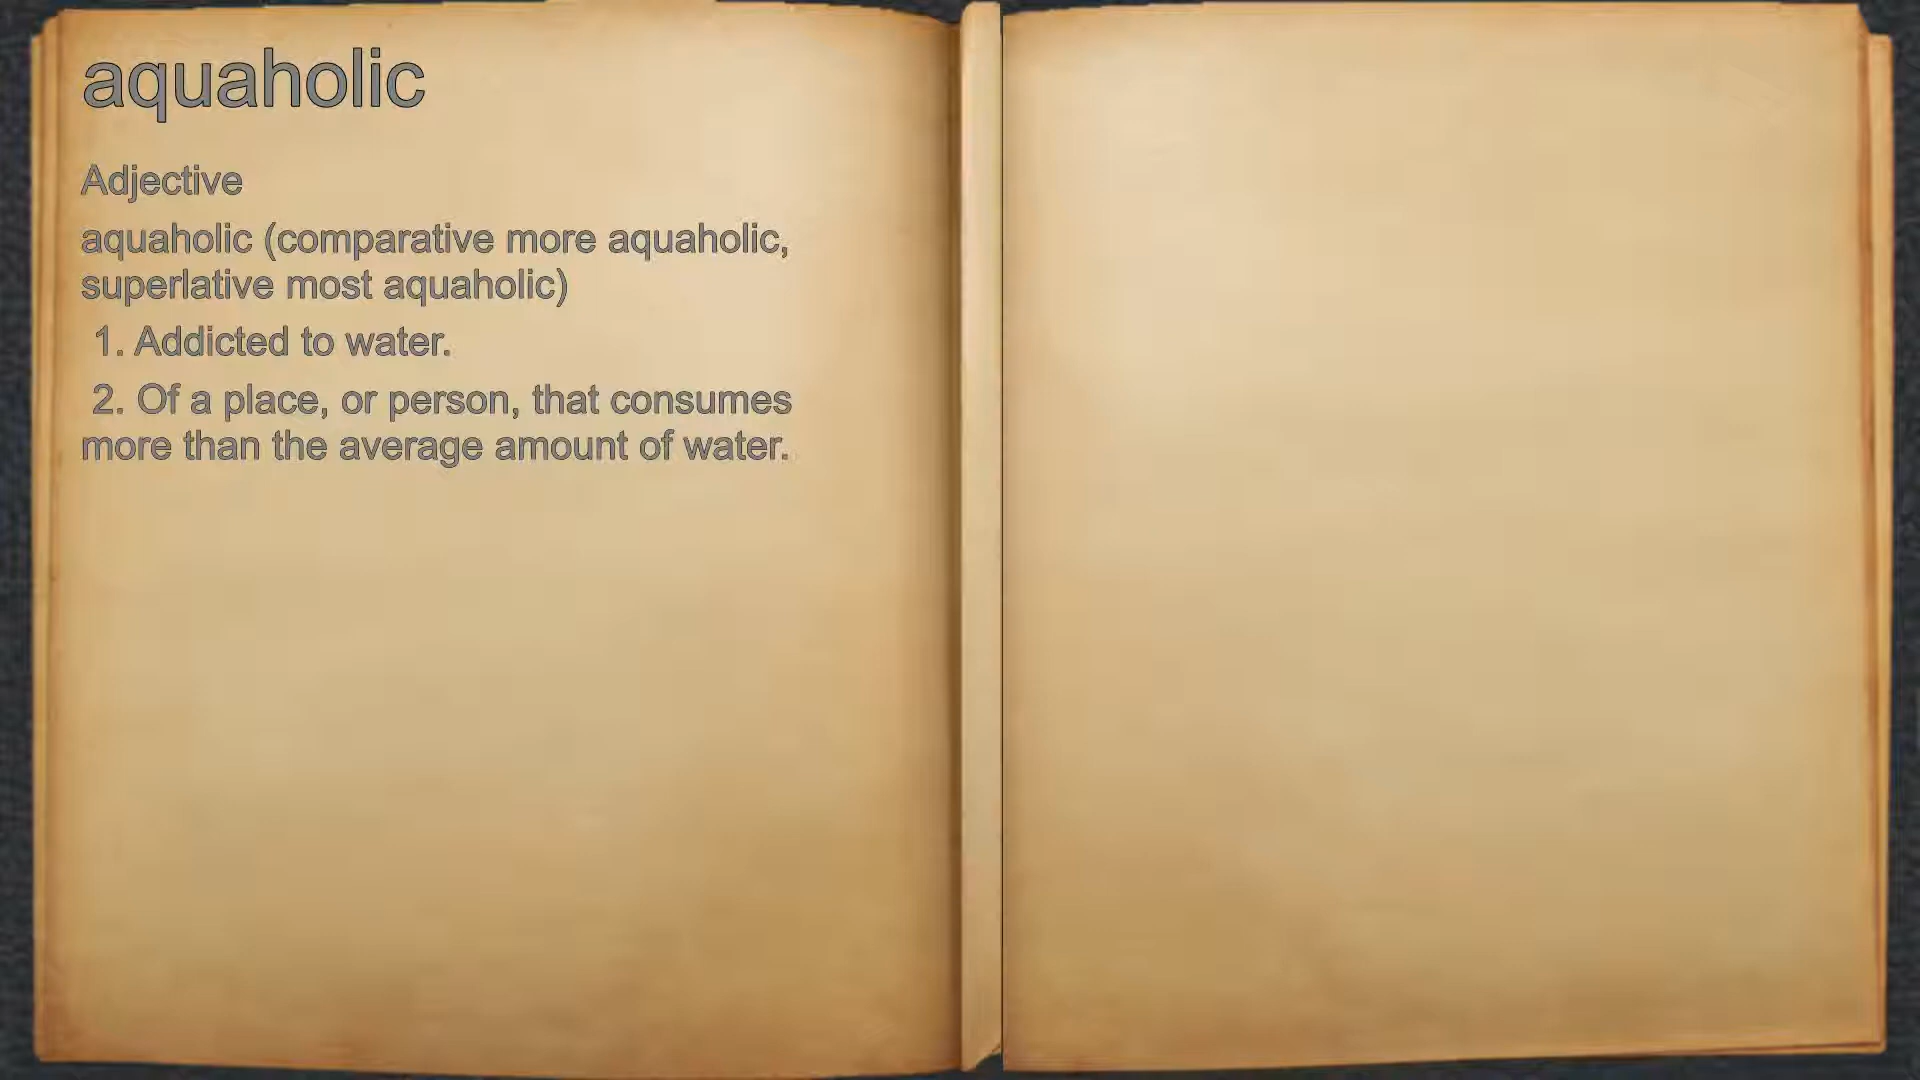 aquaholic
Adjective
aquaholic (comparative more aquaholic,
superlative most aquaholic)
1. Addicted to water.
2. Of a place, or person, that consumes
more than the average amount of water.